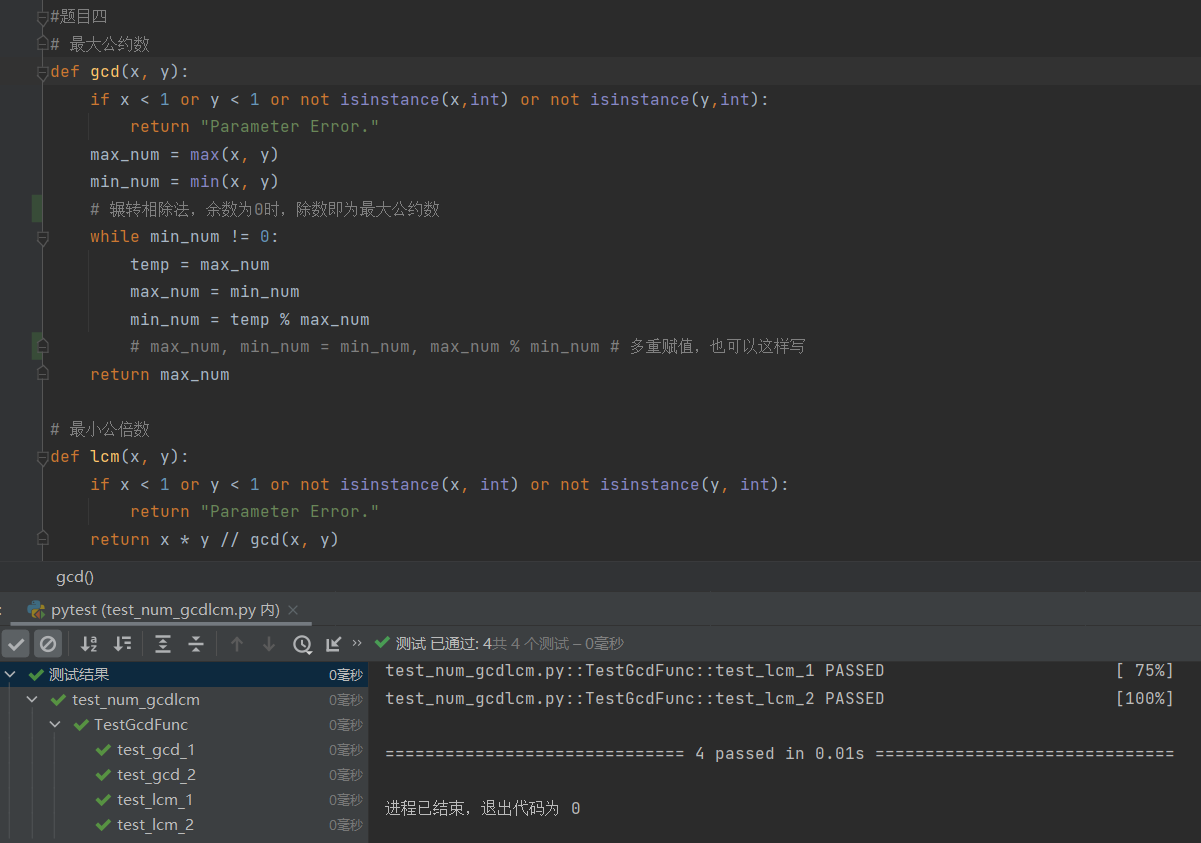 #题目四
# 最大公约数
def gcd(x, y):
    if x < 1 or y < 1 or not isinstance(x,int) or not isinstance(y,int):
        return "Parameter Error."
    max_num = max(x, y)
    min_num = min(x, y)
    # 辗转相除法，余数为0时，除数即为最大公约数
    while min_num != 0:
        temp = max_num
        max_num = min_num
        min_num = temp % max_num
        # max_num, min_num = min_num, max_num % min_num # 多重赋值，也可以这样写
    return max_num
# 最小公倍数
def lcm(x, y):
    if x < 1 or y < 1 or not isinstance(x, int) or not isinstance(y, int):
        return "Parameter Error."
    return x * y // gcd(x, y)
gcd()
: pytest (test_num_gcdlcm.py 内) ×
» 测试 已通过: 4共 4 个测试 – 0毫秒
测试结果 0毫秒
test_num_gcdlcm 0毫秒
TestGcdFunc 0毫秒
test_gcd_1 0毫秒
test_gcd_2 0毫秒
test_lcm_1 0毫秒
test_lcm_2 0毫秒
test_num_gcdlcm.py::TestGcdFunc::test_lcm_1 PASSED [ 75%]
test_num_gcdlcm.py::TestGcdFunc::test_lcm_2 PASSED [100%]
============================== 4 passed in 0.01s ==============================
进程已结束，退出代码为 0